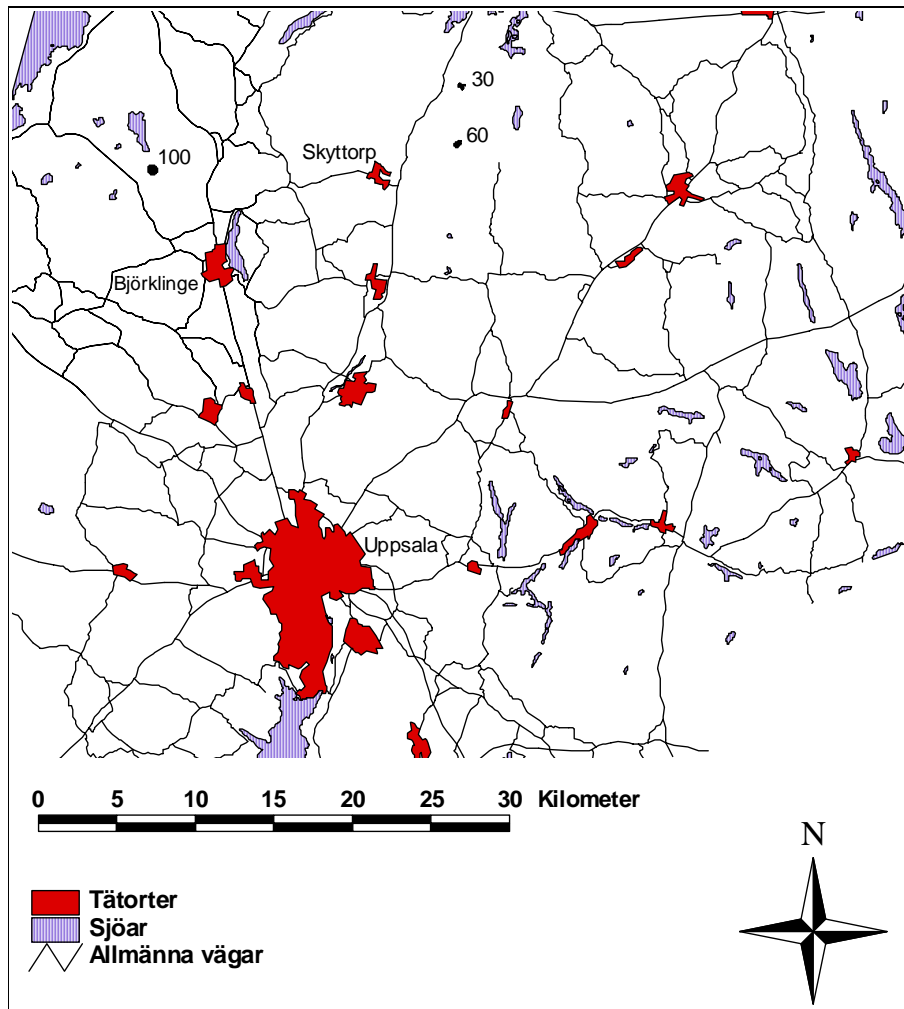 30
60
Skyttorp
100
Björklinge
Uppsala
0 5 10 15 20 25 30 Kilometer
N
Tätorter
Sjöar
Allmänna vägar